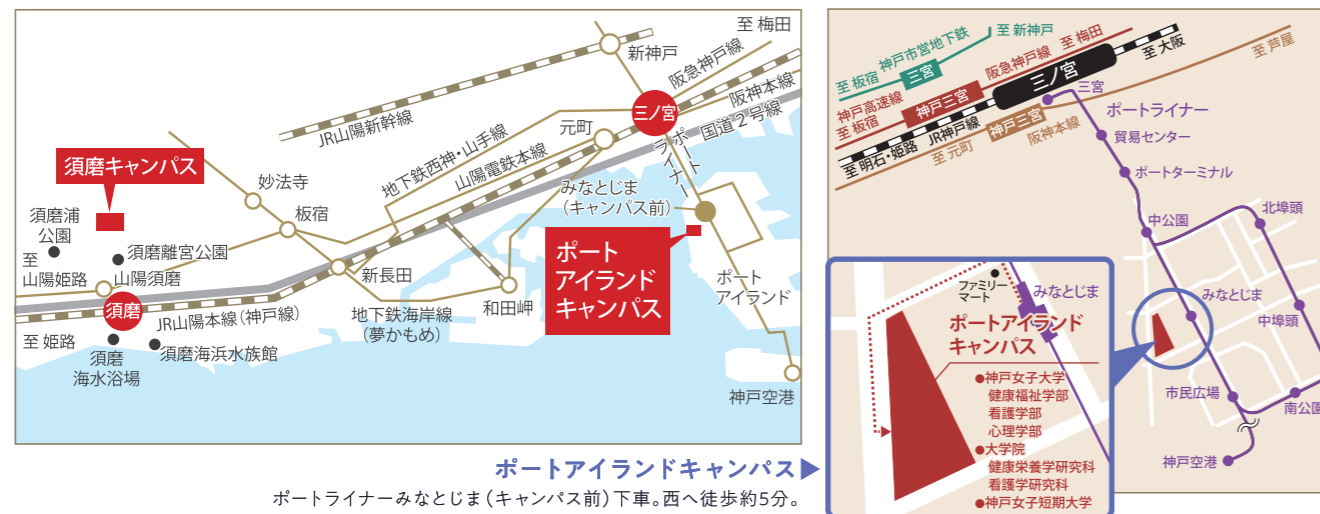 至 梅田
新神戸
阪急神戸線
阪神本線
三ノ宮
国道2号線
JR山陽新幹線
元町
ポートライナー
地下鉄西神・山手線
山陽電鉄本線
須磨キャンパス
妙法寺
板宿
みなとじま
(キャンパス前)
須磨浦
公園
須磨離宮公園
至
山陽姫路
山陽須磨
新長田
ポート
アイランド
キャンパス
ポート
アイランド
須磨
JR山陽本線(神戸線)
地下鉄海岸線
(夢かもめ)
和田岬
至 姫路
須磨
海水浴場
須磨海浜水族館
神戸空港
至 板宿
神戸市営地下鉄
三宮
至 新神戸
神戸高速線
至 板宿
神戸三宮
阪急神戸線
至 梅田
三ノ宮
至 大阪
至 芦屋
至 明石・姫路
JR神戸線
至 元町
神戸三宮
阪神本線
三宮
ポートライナー
貿易センター
ポートターミナル
中公園
北埠頭
みなとじま
中埠頭
市民広場
南公園
神戸空港
ファミリー
マート
みなとじま
ポートアイランド
キャンパス
●神戸女子大学
健康福祉学部
看護学部
心理学部
●大学院
健康栄養学研究科
看護学研究科
●神戸女子短期大学
ポートアイランドキャンパス▶
ポートライナーみなとじま(キャンパス前)下車。西へ徒歩約5分。